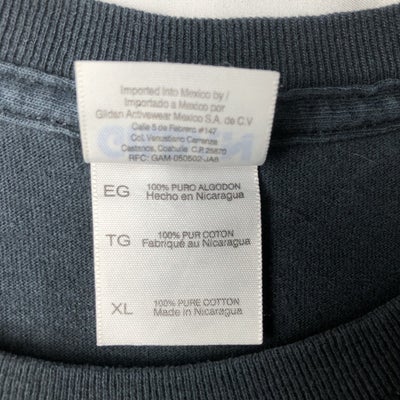 Imported Into Mexico by /
Importado a Mexico por
Gildan Activewear Mexico S.A. de C.V
Calle 5 de Febrero #147
Col. Venustiano Carranza
Castanos, Coahuila C.P. 25870
RFC: GAM-050502-JA6
EG 100% PURO ALGODON
Hecho en Nicaragua
TG 100% PUR COTON
Fabriqué au Nicaragua
XL 100% PURE COTTON
Made in Nicaragua